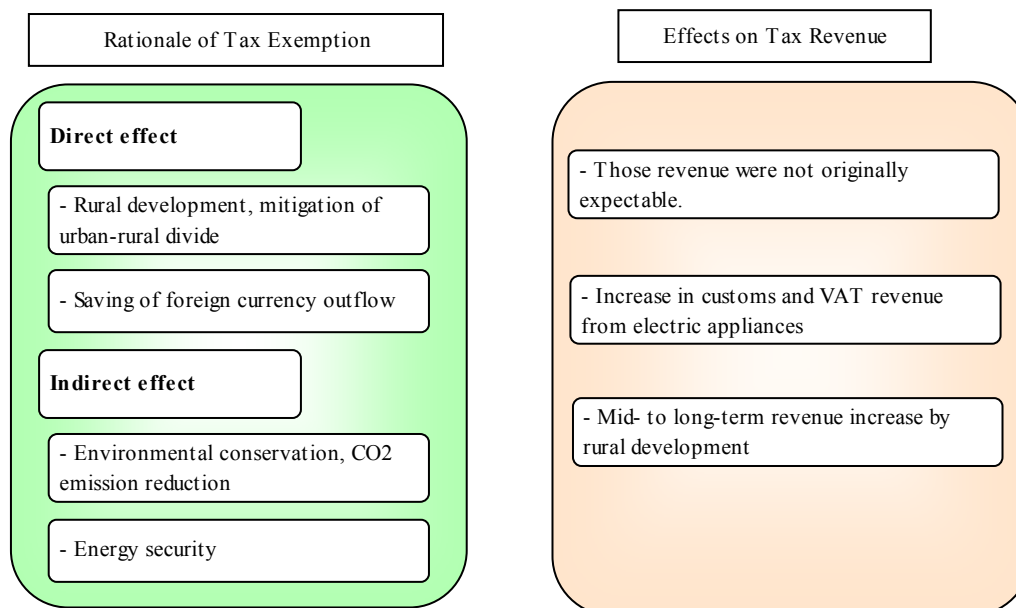 Rationale of Tax Exemption
Direct effect
- Rural development, mitigation of
urban-rural divide
- Saving of foreign currency outflow
Indirect effect
- Environmental conservation, CO2
emission reduction
- Energy security
Effects on Tax Revenue
- Those revenue were not originally
expectable.
- Increase in customs and VAT revenue
from electric appliances
- Mid- to long-term revenue increase by
rural development